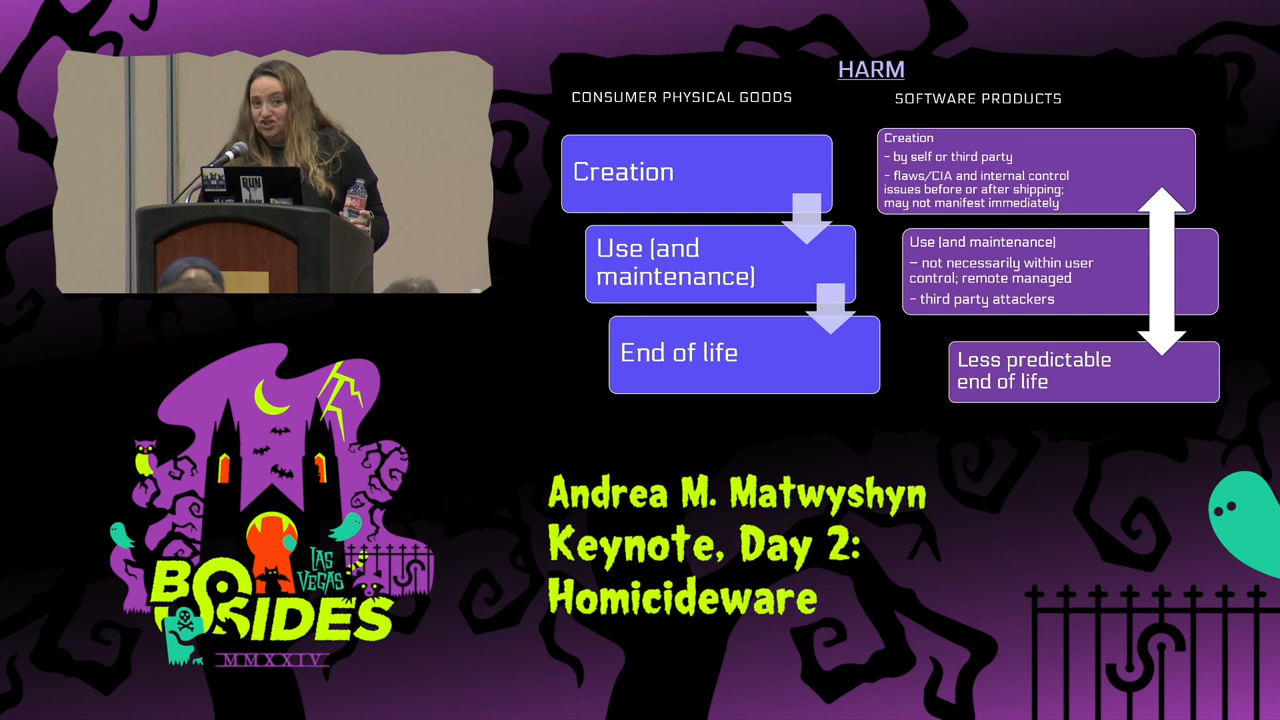 HARM
CONSUMER PHYSICAL GOODS
SOFTWARE PRODUCTS
Creation
Use (and
maintenance)
End of life
Creation
- by self or third party
- flaws/CIA and internal control
issues before or after shipping;
may not manifest immediately
Use (and maintenance)
– not necessarily within user
control; remote managed
- third party attackers
Less predictable
end of life
RUN
LAS
VEGAS
BSIDES
MMXXIV
Andrea M. Matwyshyn
Keynote, Day 2:
Homicideware